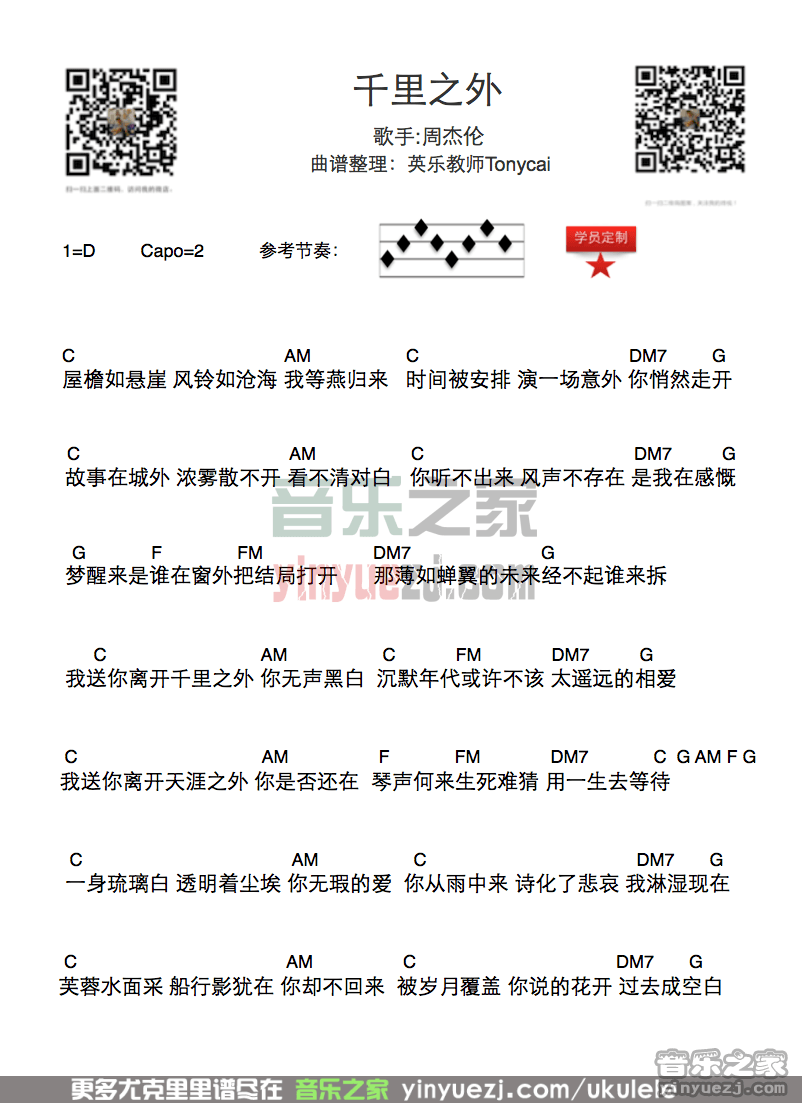 千里之外
歌手:周杰伦
曲谱整理：英乐教师Tonycai
扫一扫上面二维码，访问我的微店。
1=D Capo=2 参考节奏：
学员定制
C AM C DM7 G
屋檐如悬崖 风铃如沧海 我等燕归来 时间被安排 演一场意外 你悄然走开
C AM C DM7 G
故事在城外 浓雾散不开 看不清对白 你听不出来 风声不存在 是我在感慨
音乐之家
G F FM DM7 G
梦醒来是谁在窗外把结局打开 那薄如蝉翼的未来经不起谁来拆
yinyuezj.com
C AM C FM DM7 G
我送你离开千里之外 你无声黑白 沉默年代或许不该 太遥远的相爱
C AM F FM DM7 C G AM F G
我送你离开天涯之外 你是否还在 琴声何来生死难猜 用一生去等待
C AM C DM7 G
一身琉璃白 透明着尘埃 你无瑕的爱 你从雨中来 诗化了悲哀 我淋湿现在
C AM C DM7 G
芙蓉水面采 船行影犹在 你却不回来 被岁月覆盖 你说的花开 过去成空白
音乐之家
更多尤克里里谱尽在 音乐之家 yinyuezj.com/ukulele
yinyuezj.com